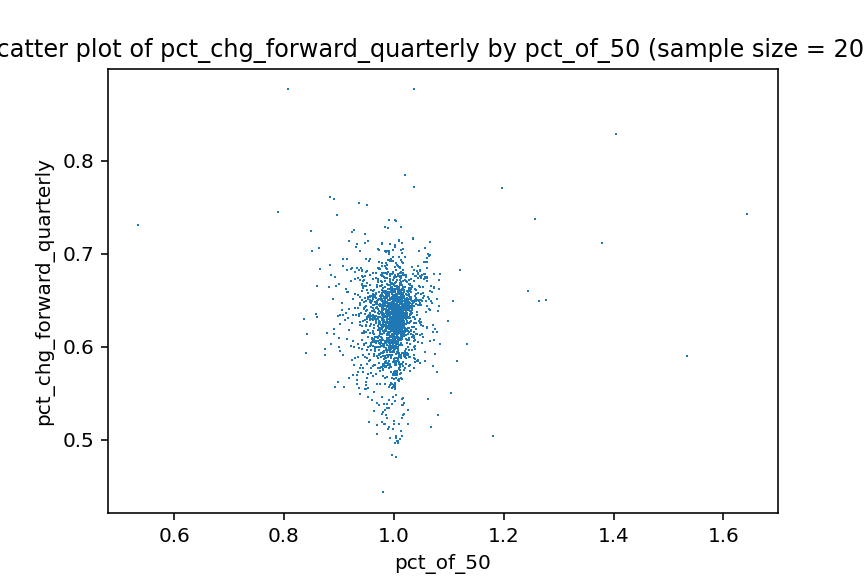 catter plot of pct_chg_forward_quarterly by pct_of_50 (sample size = 20
pct_chg_forward_quarterly
0.8
0.7
0.6
0.5
0.6 0.8 1.0 1.2 1.4 1.6
pct_of_50